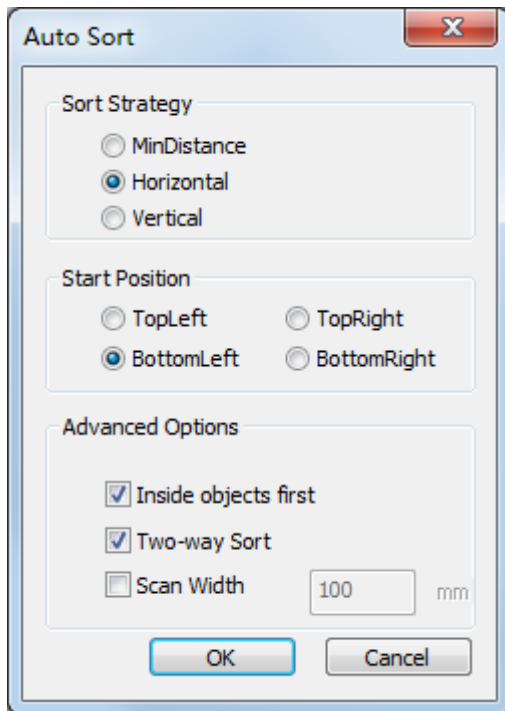 Auto Sort
Sort Strategy
MinDistance
Horizontal
Vertical
Start Position
TopLeft TopRight
BottomLeft BottomRight
Advanced Options
Inside objects first
Two-way Sort
Scan Width 100 mm
OK Cancel